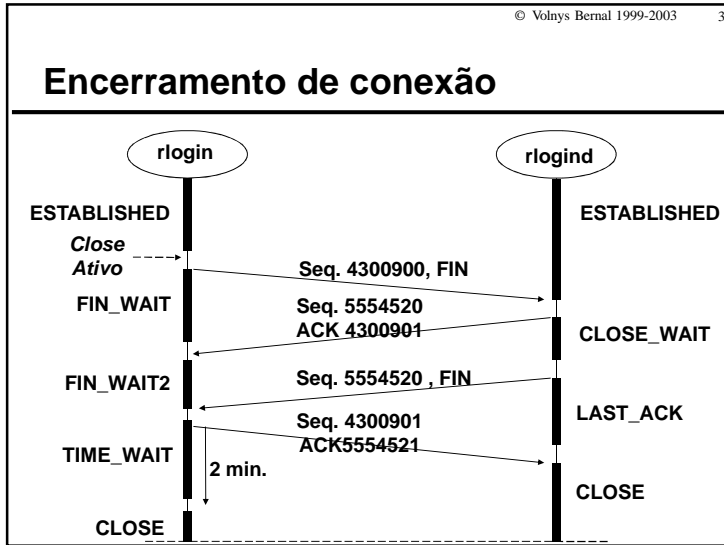 © Volnys Bernal 1999-2003 3
Encerramento de conexão
rlogin
rlogind
ESTABLISHED
ESTABLISHED
Close
Ativo
Seq. 4300900, FIN
FIN_WAIT
Seq. 5554520
ACK 4300901
CLOSE_WAIT
FIN_WAIT2
Seq. 5554520 , FIN
LAST_ACK
Seq. 4300901
ACK5554521
TIME_WAIT
2 min.
CLOSE
CLOSE